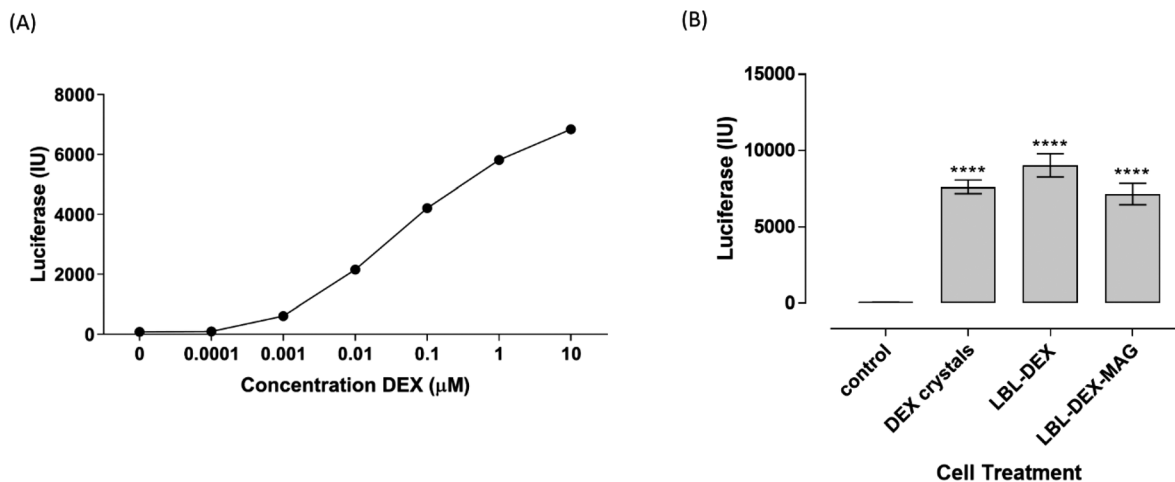 (A)
8000
6000
4000
2000
0
Luciferase (IU)
0 0.0001 0.001 0.01 0.1 1 10
Concentration DEX (μM)
(B)
15000
10000
5000
0
Luciferase (IU)
****
****
****
control
DEX crystals
LBL-DEX
LBL-DEX-MAG
Cell Treatment